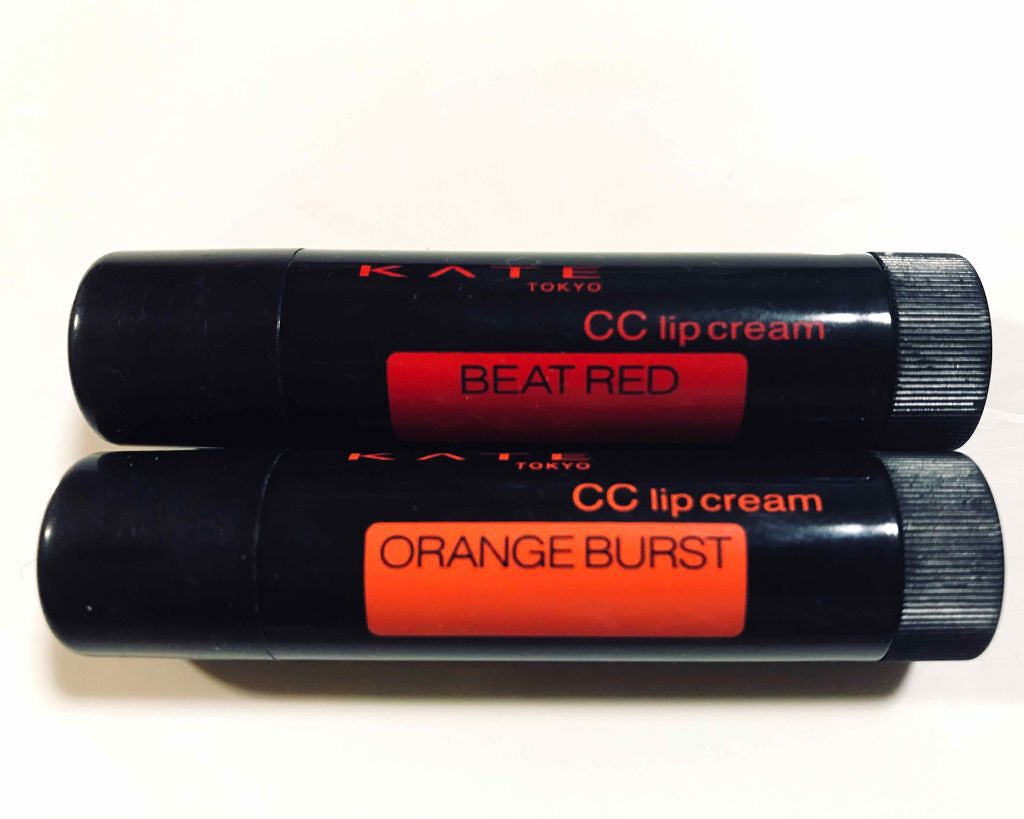 KATE
TOKYO
CC lip cream
BEAT RED
KATE
TOKYO
CC lip cream
ORANGE BURST